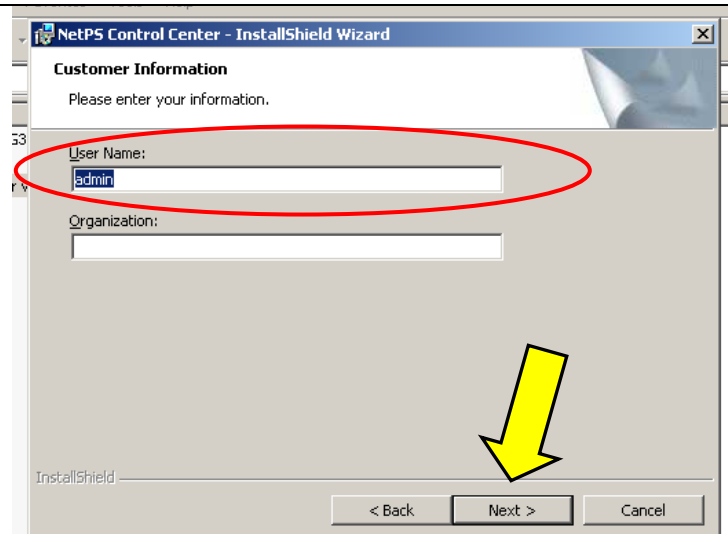 NetPS Control Center - InstallShield Wizard
Customer Information
Please enter your information.
G3
User Name:
admin
r v
Organization:
InstallShield
< Back
Next >
Cancel